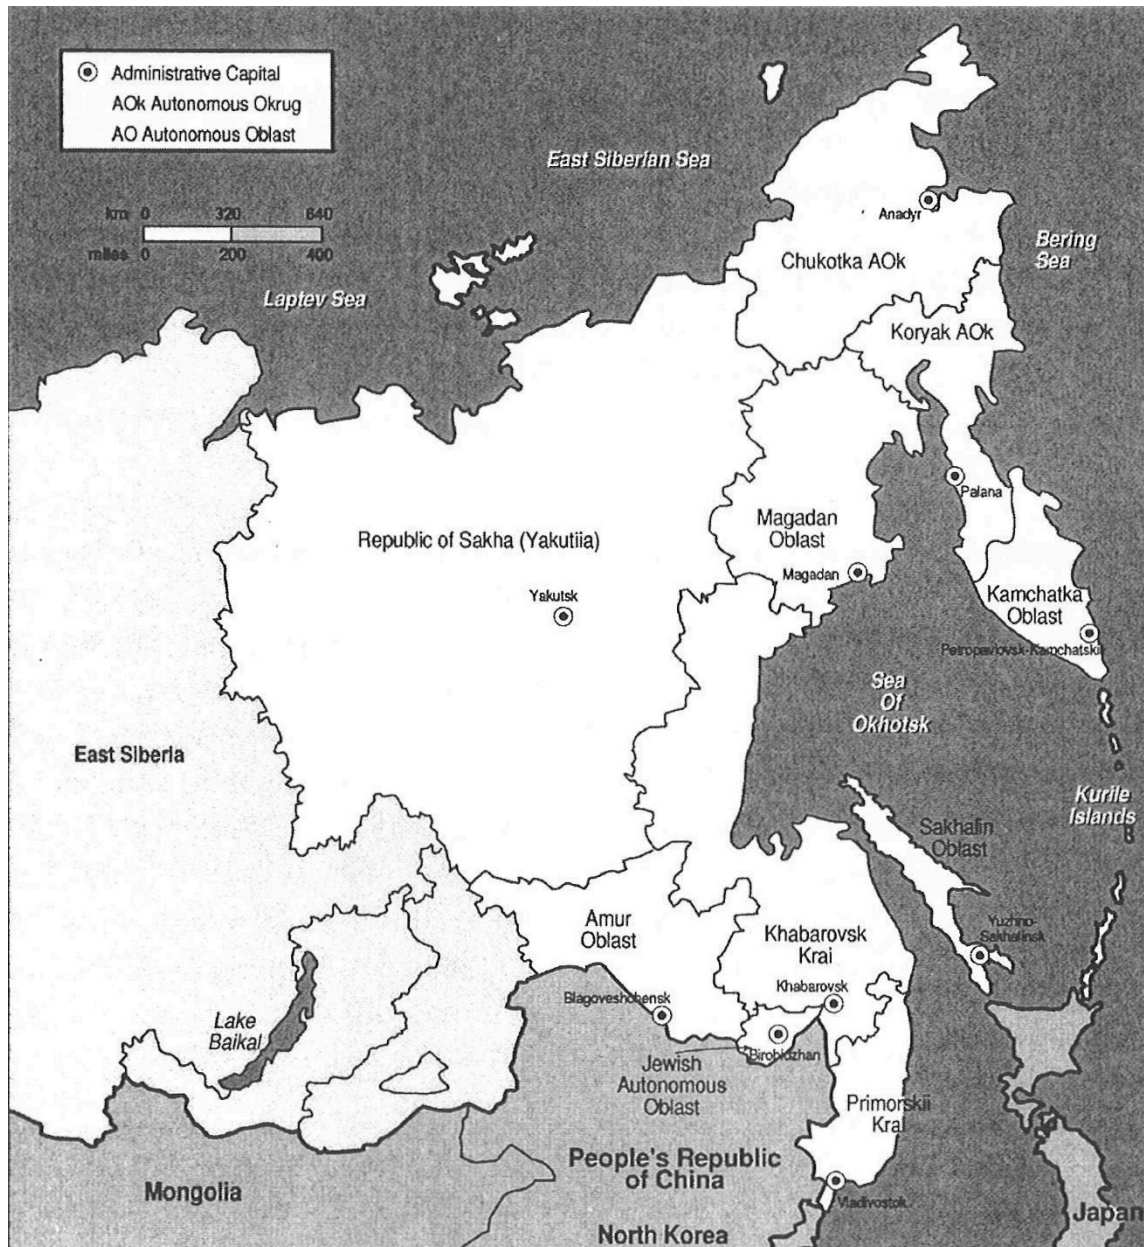 Administrative Capital
AOk Autonomous Okrug
AO Autonomous Oblast
km 0 320 640
miles 0 200 400
East Siberian Sea
Laptev Sea
Bering
Sea
Anadyr
Chukotka AOk
Koryak AOk
Palana
Magadan
Oblast
Magadan
Republic of Sakha (Yakutiia)
Yakutsk
Kamchatka
Oblast
Petropavlovsk-Kamchatskii
Sea
Of
Okhotsk
East Siberia
Kurile
Islands
Sakhalin
Oblast
Yuzhno-
Sakhalinsk
Amur
Oblast
Khabarovsk
Krai
Khabarovsk
Blagoveshchensk
Birobidzhan
Lake
Baikal
Jewish
Autonomous
Oblast
Primorskii
Krai
People's Republic
of China
Mongolia
Vladivostok
Japan
North Korea